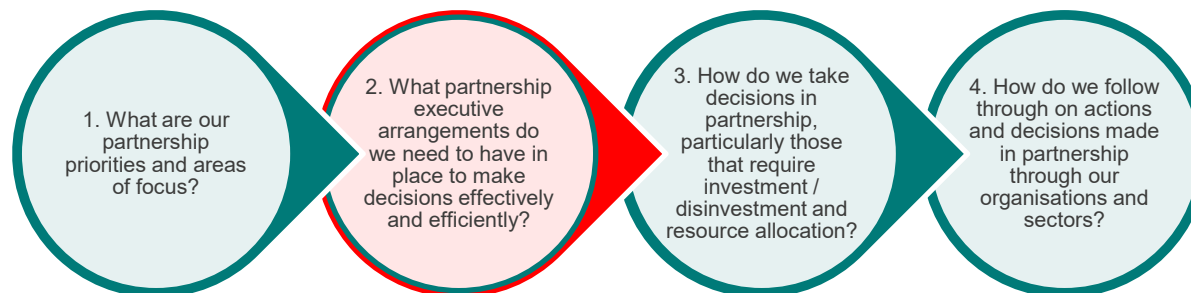 1. What are our
partnership
priorities and areas
of focus?
2. What partnership
executive
arrangements do
we need to have in
place to make
decisions effectively
and efficiently?
3. How do we take
decisions in
partnership,
particularly those
that require
investment /
disinvestment and
resource allocation?
4. How do we follow
through on actions
and decisions made
in partnership
through our
organisations and
sectors?